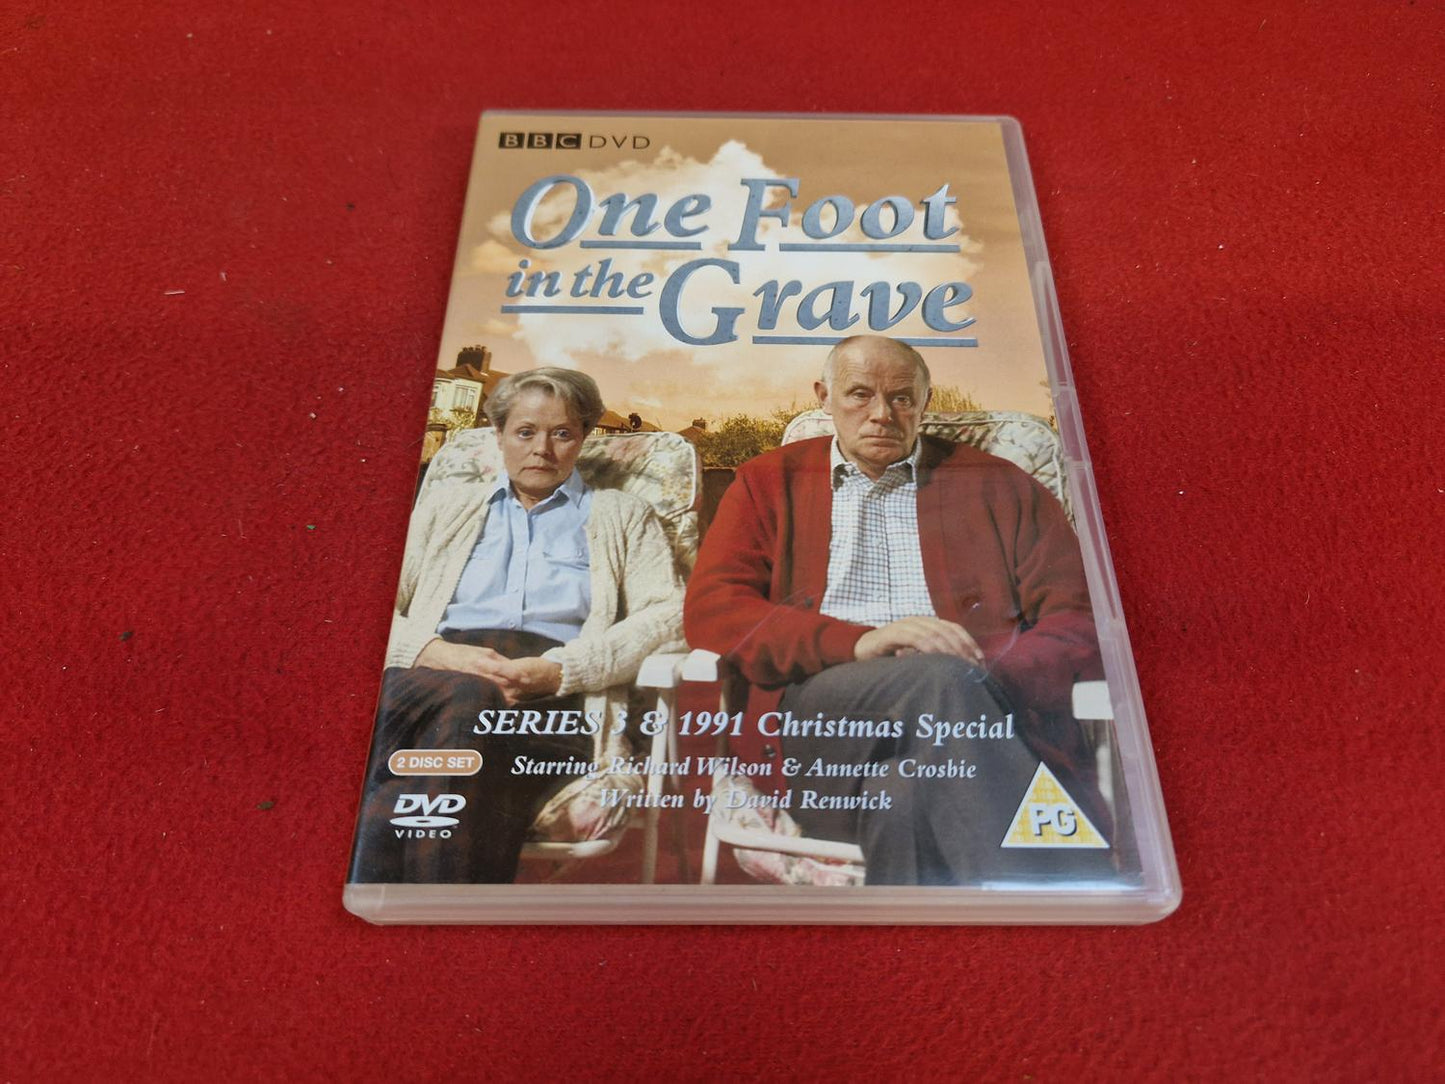 BBC DVD
One Foot
in the Grave
SERIES 3 & 1991 Christmas Special
2 DISC SET
Starring Richard Wilson & Annette Crosbie
Written by David Renwick
DVD
VIDEO
PG